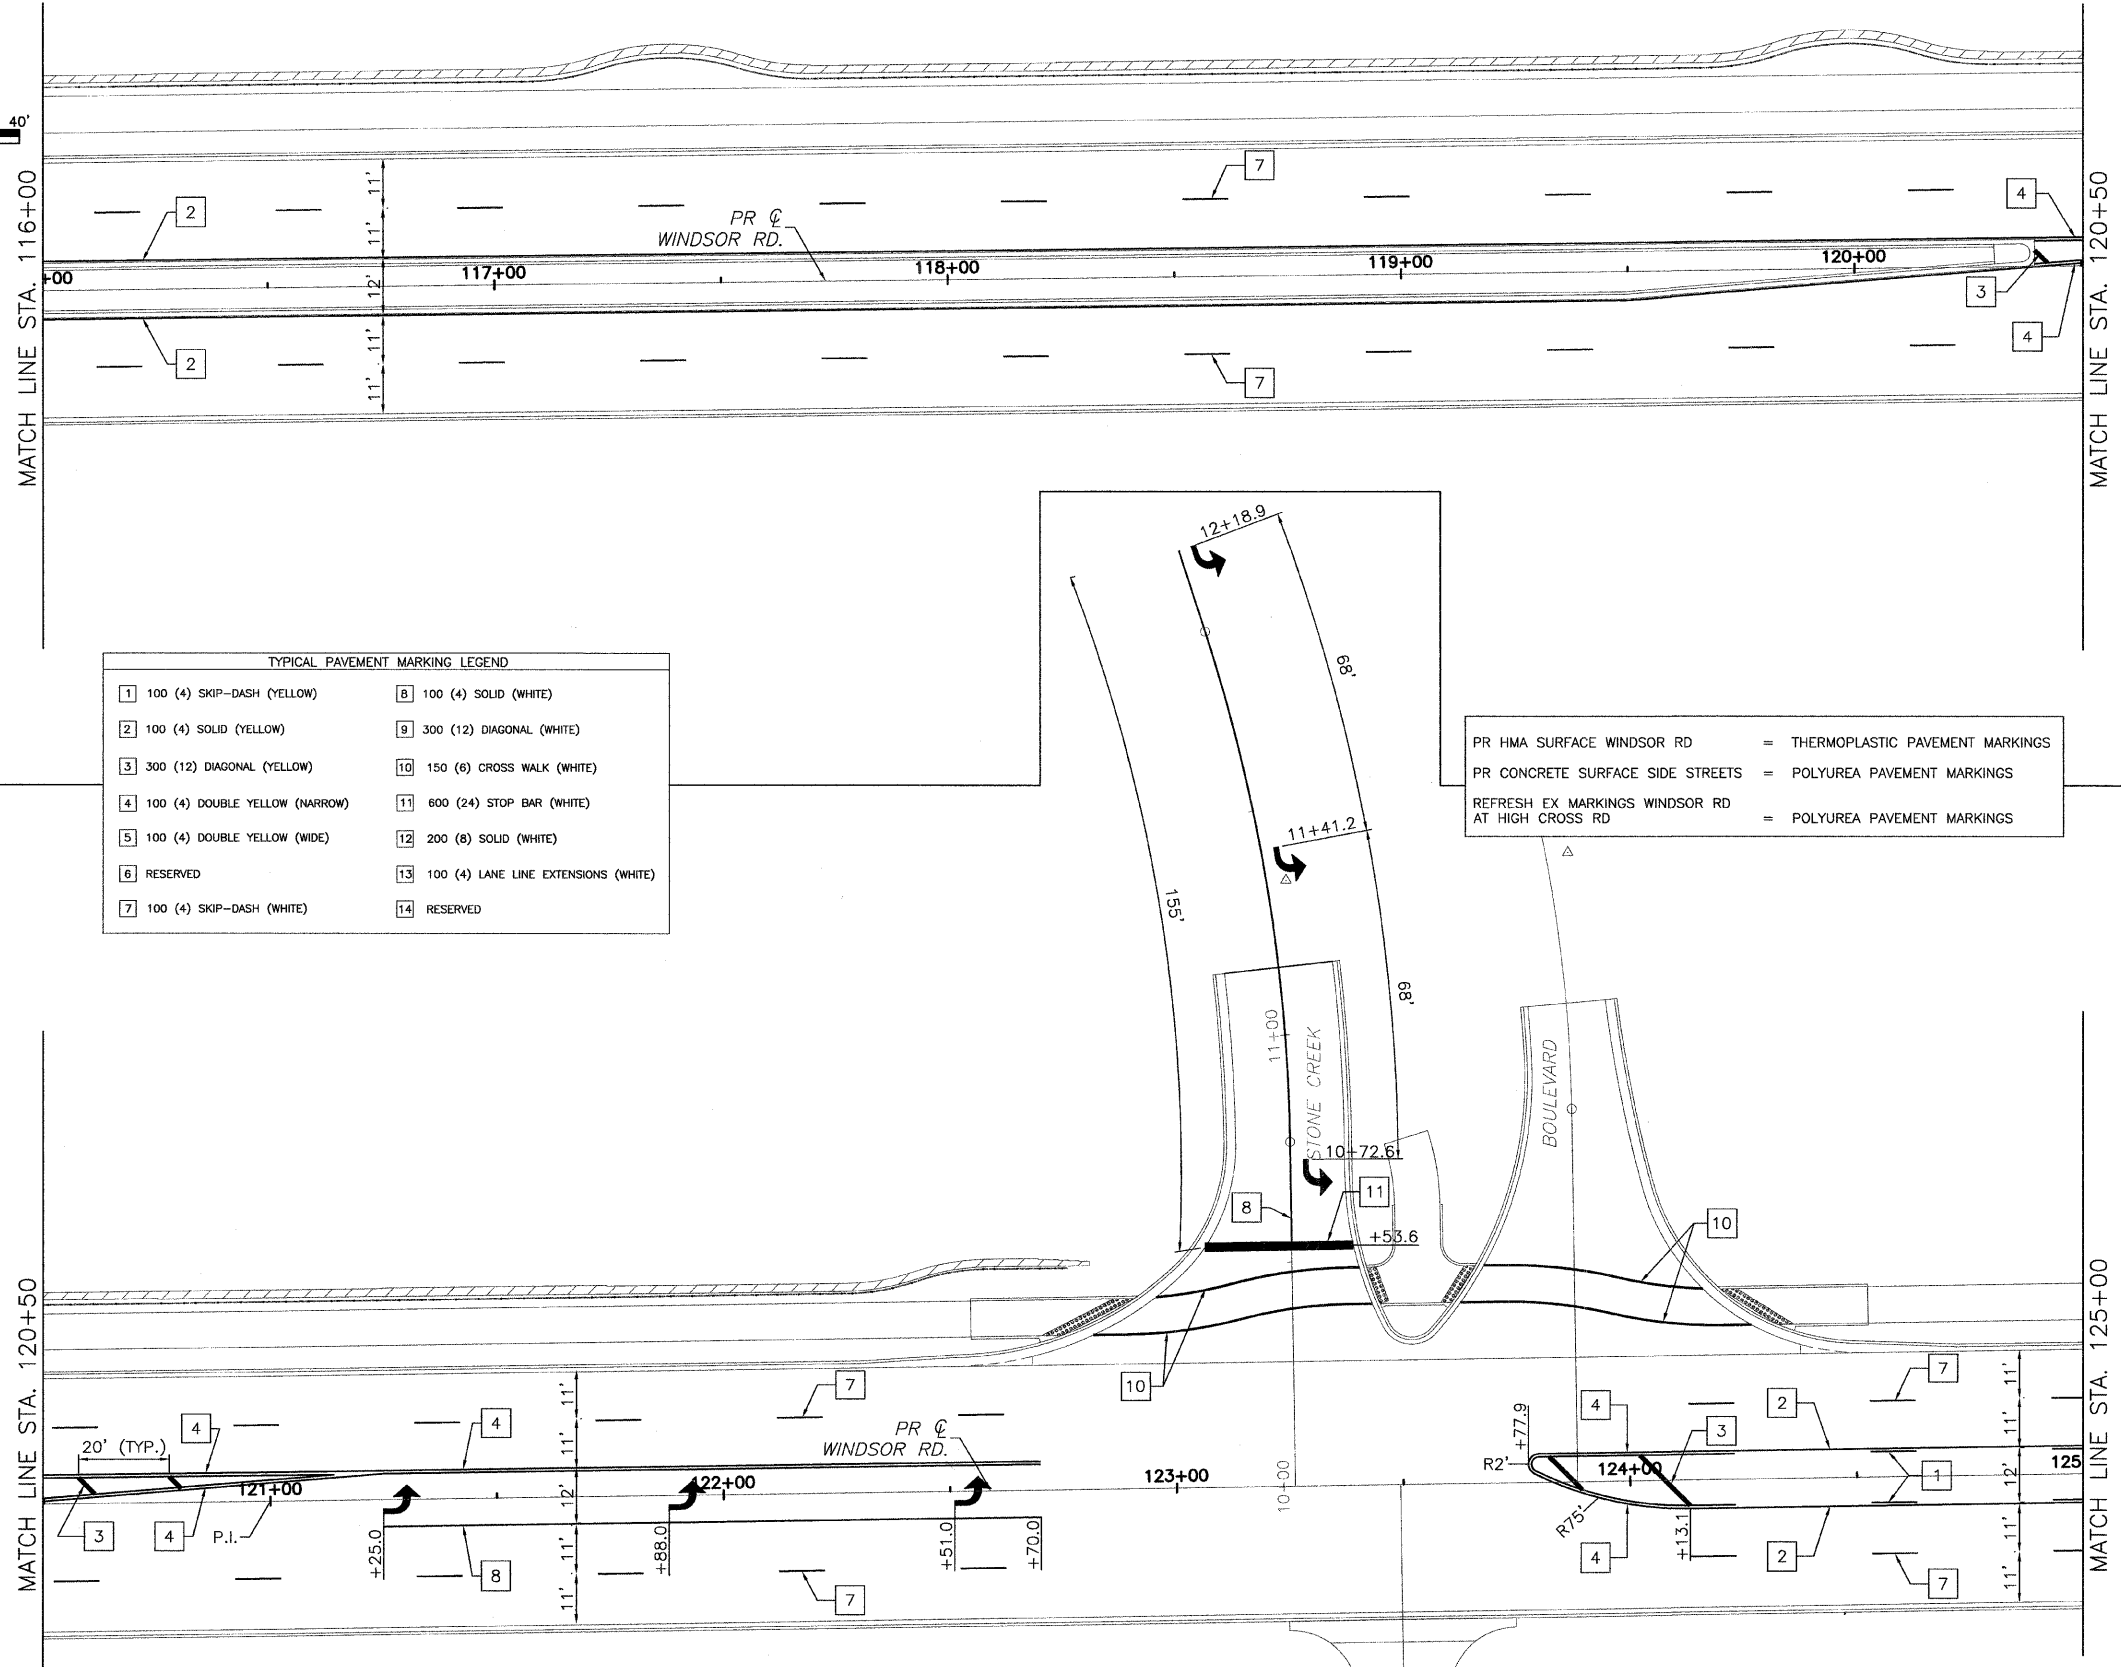 40'
MATCH LINE STA. 116+00
MATCH LINE STA. 120+50
7
2
4
11'
11'
PR ℄
WINDSOR RD.
+00
117+00
118+00
119+00
120+00
12'
3
4
11'
11'
2
7
12+18.9
68'
TYPICAL PAVEMENT MARKING LEGEND
1 100 (4) SKIP-DASH (YELLOW)
2 100 (4) SOLID (YELLOW)
3 300 (12) DIAGONAL (YELLOW)
4 100 (4) DOUBLE YELLOW (NARROW)
5 100 (4) DOUBLE YELLOW (WIDE)
6 RESERVED
7 100 (4) SKIP-DASH (WHITE)
8 100 (4) SOLID (WHITE)
9 300 (12) DIAGONAL (WHITE)
10 150 (6) CROSS WALK (WHITE)
11 600 (24) STOP BAR (WHITE)
12 200 (8) SOLID (WHITE)
13 100 (4) LANE LINE EXTENSIONS (WHITE)
14 RESERVED
PR HMA SURFACE WINDSOR RD = THERMOPLASTIC PAVEMENT MARKINGS
PR CONCRETE SURFACE SIDE STREETS = POLYUREA PAVEMENT MARKINGS
REFRESH EX MARKINGS WINDSOR RD
AT HIGH CROSS RD = POLYUREA PAVEMENT MARKINGS
11+41.2
155'
68'
11+00
STONE CREEK
BOULEVARD
10+72.6
11
8
+53.6
10
10
MATCH LINE STA. 120+50
MATCH LINE STA. 125+00
7
7
11'
11'
4
4
4
2
3
20' (TYP.)
11'
11'
PR ℄
WINDSOR RD.
+77.9
R2'
10+00
121+00
122+00
123+00
124+00
125
12'
12'
1
3
4
P.I.
+25.0
8
+88.0
+51.0
+70.0
11'
11'
7
R75'
4
+13.1
2
11'
11'
7